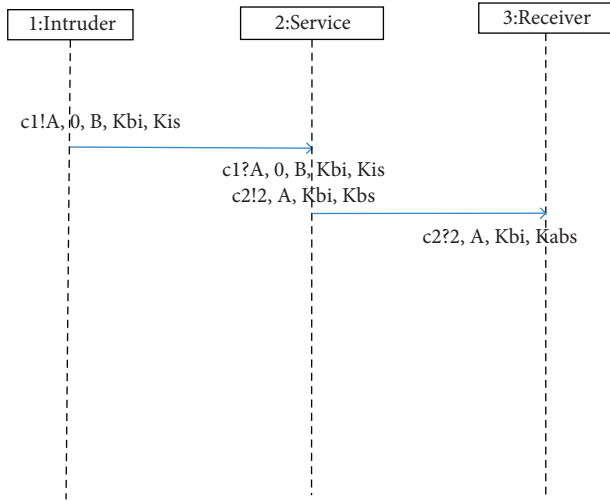 1:Intruder
2:Service
3:Receiver
c1!A, 0, B, Kbi, Kis
c1?A, 0, B, Kbi, Kis
c2!2, A, Kbi, Kbs
c2?2, A, Kbi, Kabs